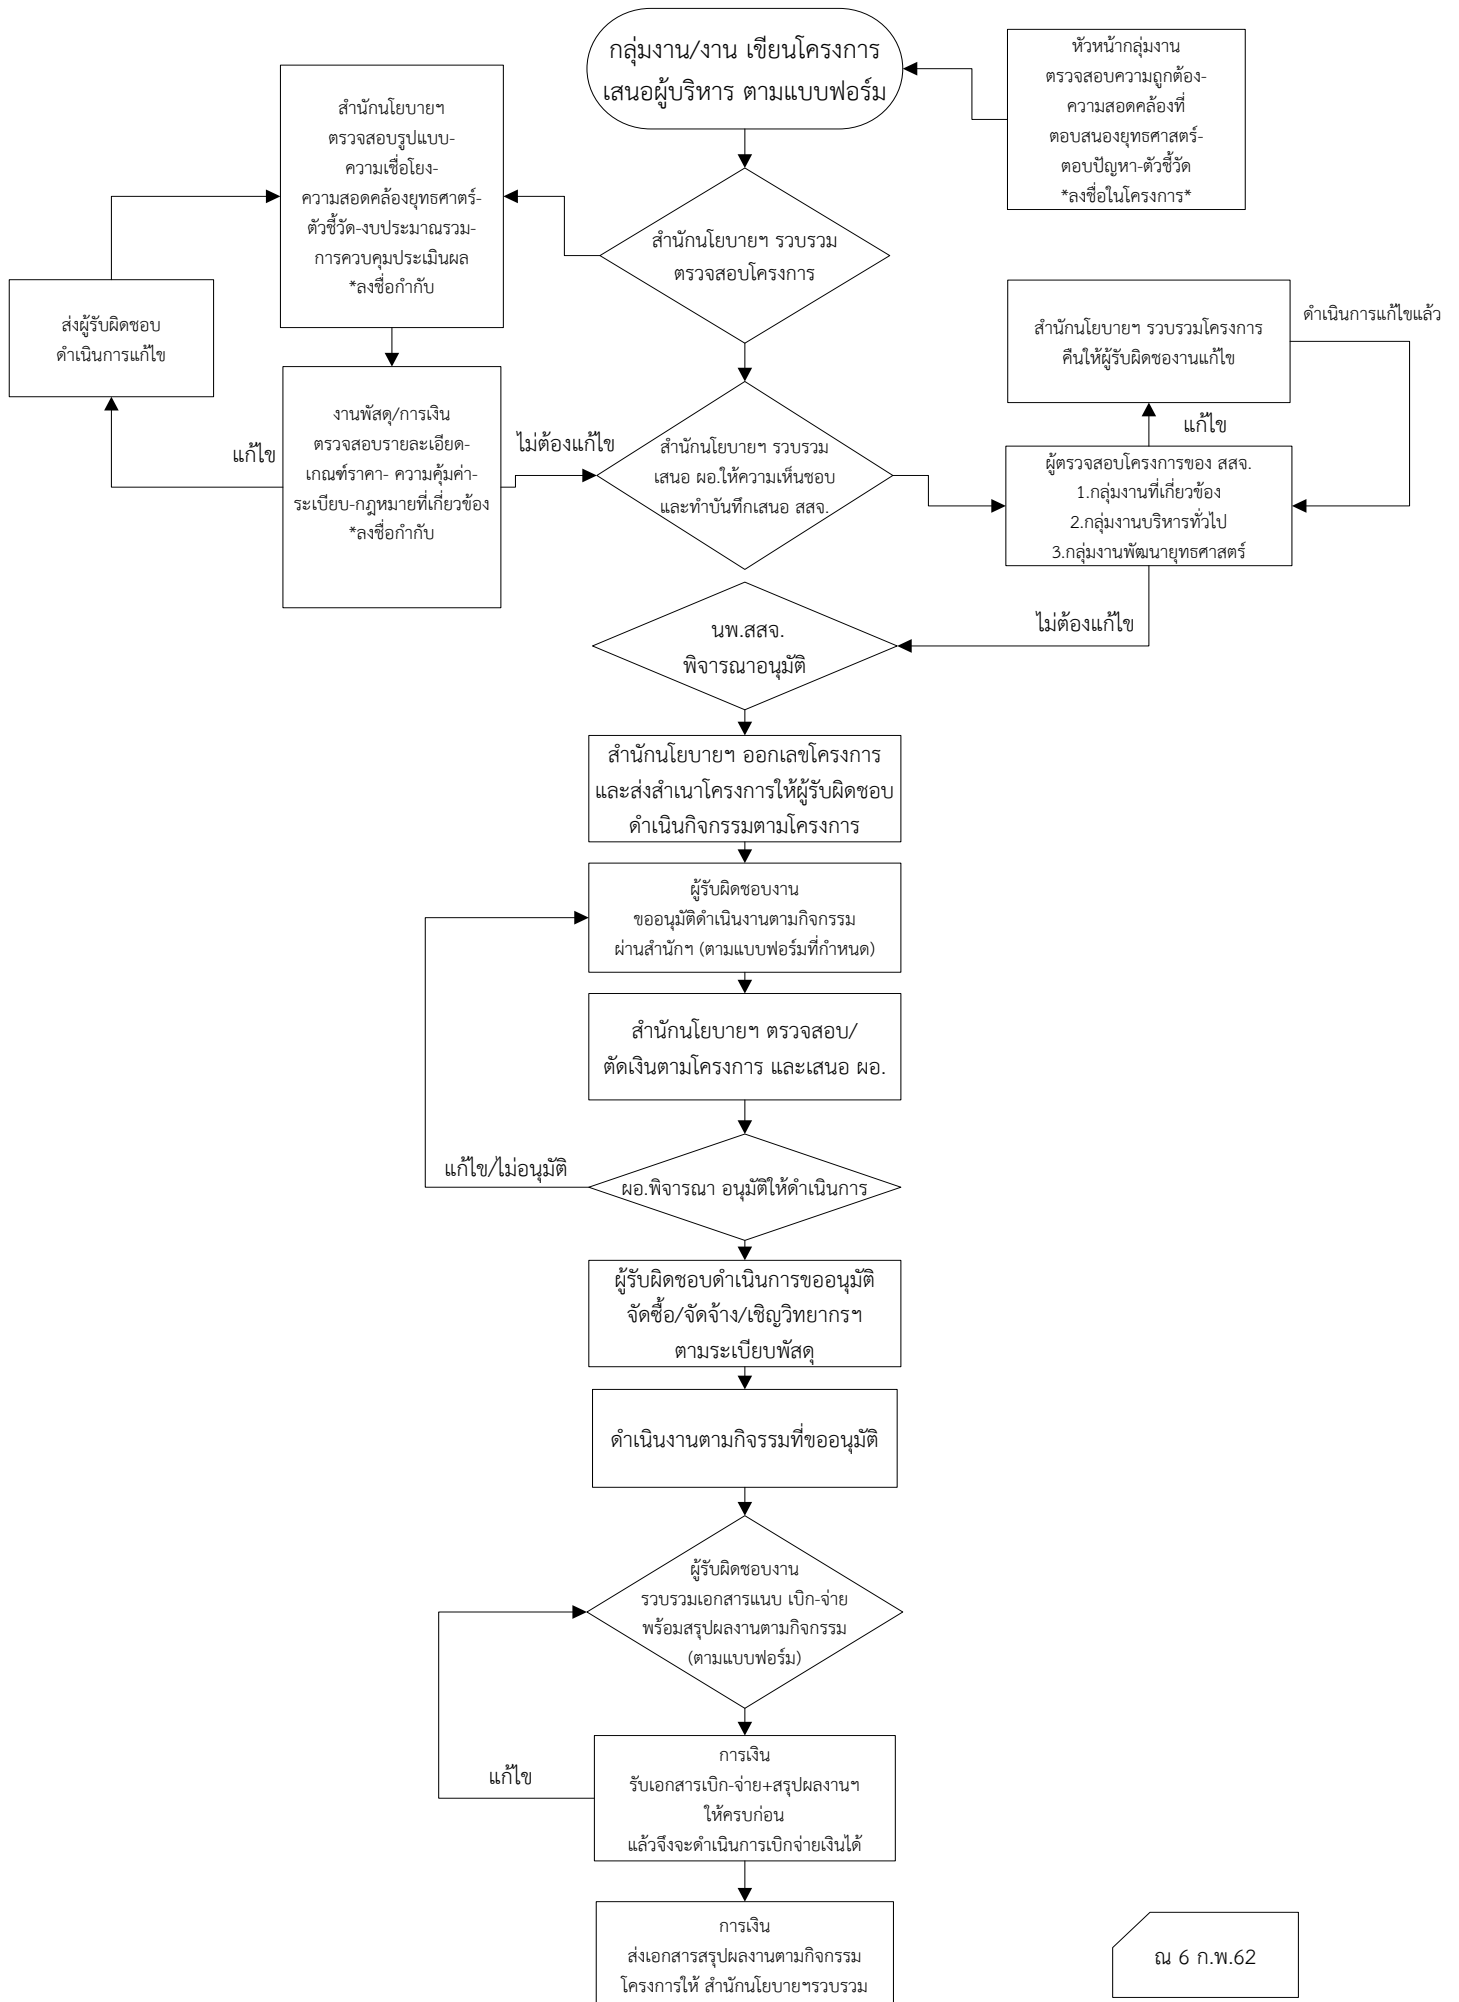 กลุ่มงาน/งาน เขียนโครงการ
เสนอผู้บริหาร ตามแบบฟอร์ม
หัวหน้ากลุ่มงาน
ตรวจสอบความถูกต้อง-
ความสอดคล้องที่
ตอบสนองยุทธศาสตร์-
ตอบปัญหา-ตัวชี้วัด
*ลงชื่อในโครงการ*
สำนักนโยบายฯ
ตรวจสอบรูปแบบ-
ความเชื่อโยง-
ความสอดคล้องยุทธศาตร์-
ตัวชี้วัด-งบประมาณรวม-
การควบคุมประเมินผล
*ลงชื่อกำกับ
สำนักนโยบายฯ รวบรวม
ตรวจสอบโครงการ
ส่งผู้รับผิดชอบ
ดำเนินการแก้ไข
สำนักนโยบายฯ รวบรวมโครงการ
คืนให้ผู้รับผิดชองานแก้ไข
ดำเนินการแก้ไขแล้ว
แก้ไข
งานพัสดุ/การเงิน
ตรวจสอบรายละเอียด-
เกณฑ์ราคา- ความคุ้มค่า-
ระเบียบ-กฎหมายที่เกี่ยวข้อง
*ลงชื่อกำกับ
ไม่ต้องแก้ไข
สำนักนโยบายฯ รวบรวม
เสนอ ผอ.ให้ความเห็นชอบ
และทำบันทึกเสนอ สสจ.
แก้ไข
ผู้ตรวจสอบโครงการของ สสจ.
1.กลุ่มงานที่เกี่ยวข้อง
2.กลุ่มงานบริหารทั่วไป
3.กลุ่มงานพัฒนายุทธศาสตร์
ไม่ต้องแก้ไข
นพ.สสจ.
พิจารณาอนุมัติ
สำนักนโยบายฯ ออกเลขโครงการ
และส่งสำเนาโครงการให้ผู้รับผิดชอบ
ดำเนินกิจกรรมตามโครงการ
ผู้รับผิดชอบงาน
ขออนุมัติดำเนินงานตามกิจกรรม
ผ่านสำนักฯ (ตามแบบฟอร์มที่กำหนด)
สำนักนโยบายฯ ตรวจสอบ/
ตัดเงินตามโครงการ และเสนอ ผอ.
แก้ไข/ไม่อนุมัติ
ผอ.พิจารณา อนุมัติให้ดำเนินการ
ผู้รับผิดชอบดำเนินการขออนุมัติ
จัดซื้อ/จัดจ้าง/เชิญวิทยากรฯ
ตามระเบียบพัสดุ
ดำเนินงานตามกิจรรมที่ขออนุมัติ
ผู้รับผิดชอบงาน
รวบรวมเอกสารแนบ เบิก-จ่าย
พร้อมสรุปผลงานตามกิจกรรม
(ตามแบบฟอร์ม)
แก้ไข
การเงิน
รับเอกสารเบิก-จ่าย+สรุปผลงานฯ
ให้ครบก่อน
แล้วจึงจะดำเนินการเบิกจ่ายเงินได้
การเงิน
ส่งเอกสารสรุปผลงานตามกิจกรรม
โครงการให้ สำนักนโยบายฯรวบรวม
ณ 6 ก.พ.62